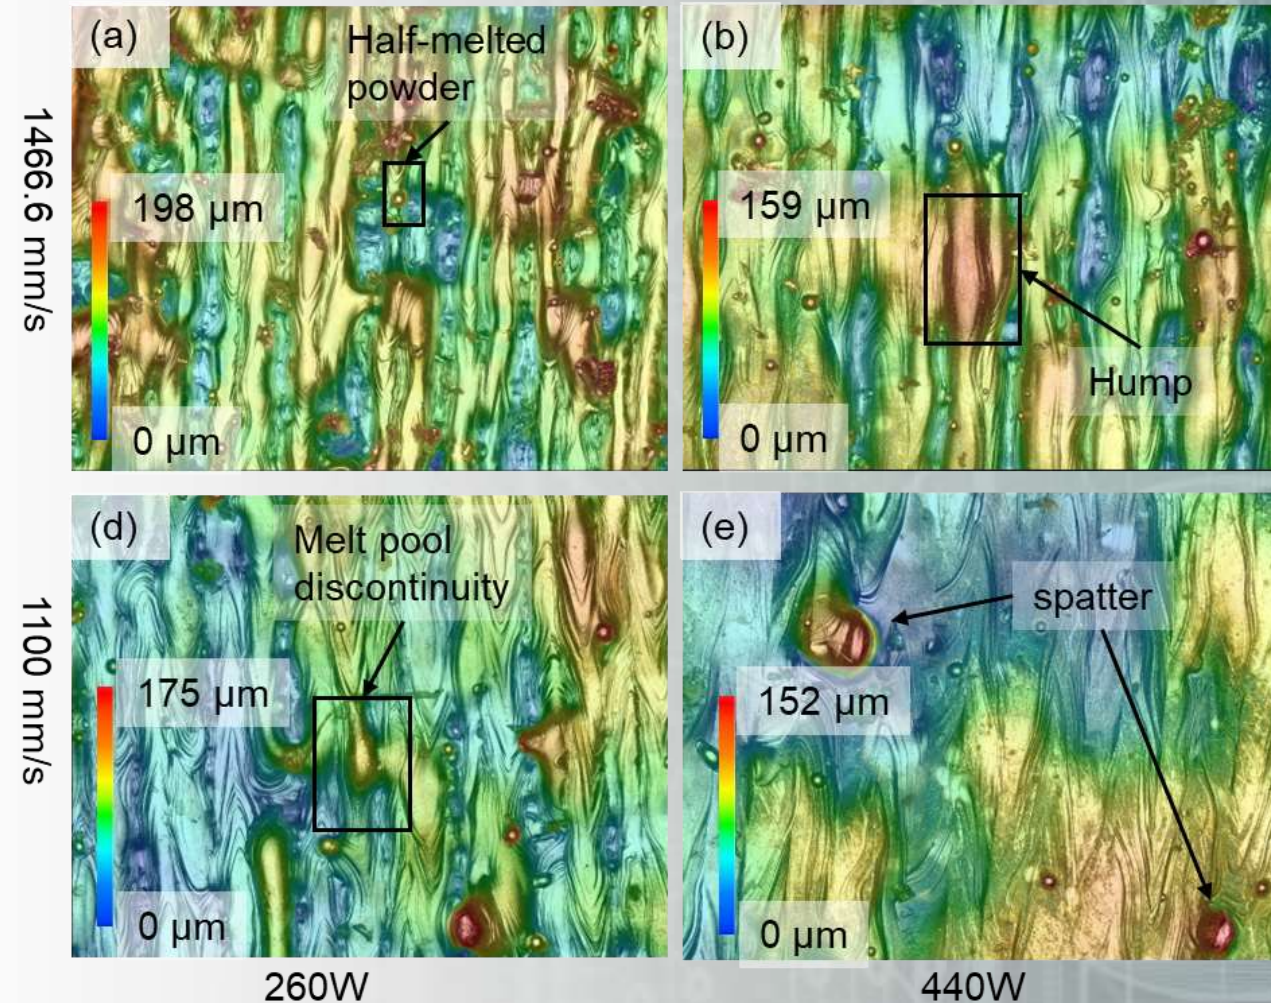 (a)
Half-melted
powder
198 µm
0 µm
(b)
159 µm
Hump
0 µm
1466.6 mm/s
(d)
Melt pool
discontinuity
175 µm
0 µm
(e)
spatter
152 µm
0 µm
1100 mm/s
260W
440W